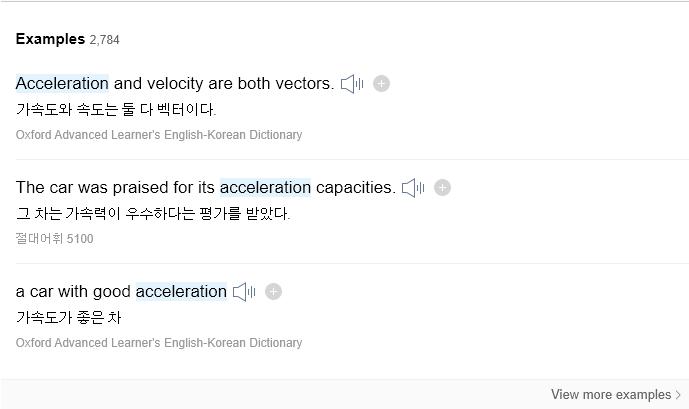 Examples 2,784
Acceleration and velocity are both vectors.
가속도와 속도는 둘 다 벡터이다.
Oxford Advanced Learner's English-Korean Dictionary
The car was praised for its acceleration capacities.
그 차는 가속력이 우수하다는 평가를 받았다.
절대어휘 5100
a car with good acceleration
가속도가 좋은 차
Oxford Advanced Learner's English-Korean Dictionary
View more examples